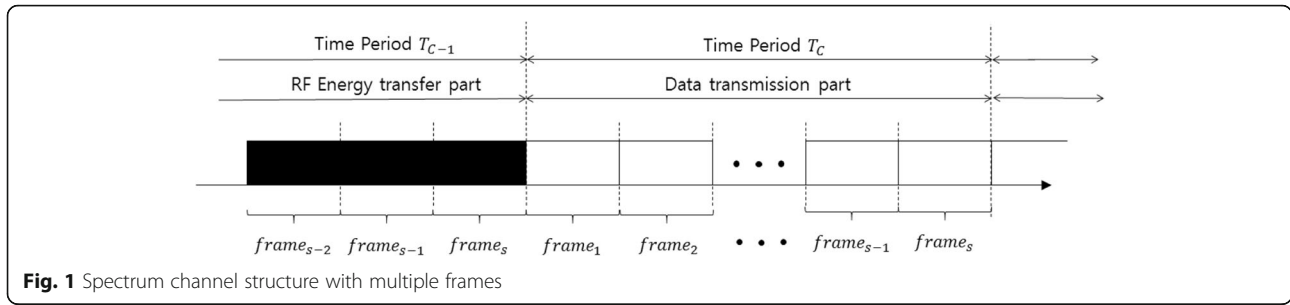 Time Period T_{C-1} Time Period T_C
RF Energy transfer part Data transmission part
• • •
frame_{s-2} frame_{s-1} frame_s frame_1 frame_2 • • • frame_{s-1} frame_s
Fig. 1 Spectrum channel structure with multiple frames